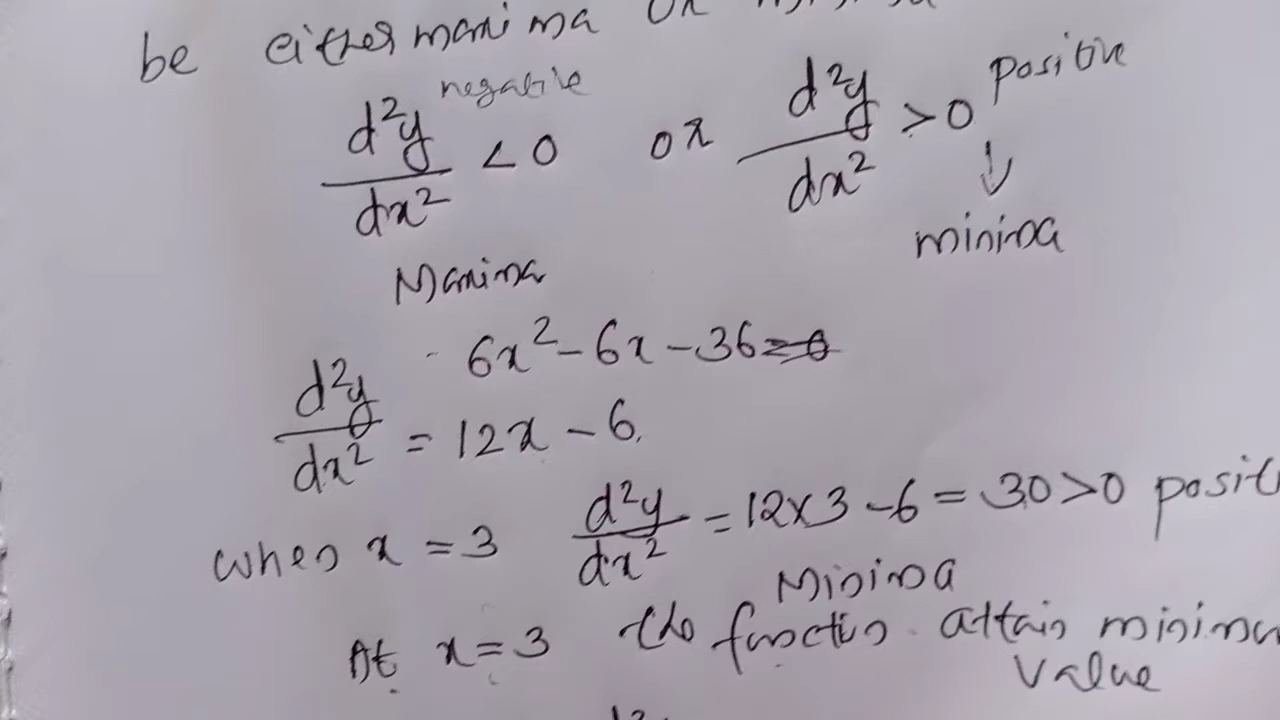 be either maxima or
negative positive
d²y/dx² < 0 or d²y/dx² > 0
↓
Maxima minima
6x² - 6x - 36 = 0
d²y/dx² = 12x - 6.
when x = 3 d²y/dx² = 12x3 - 6 = 30 > 0 positi
Minima
At x = 3 the function attain minima
value